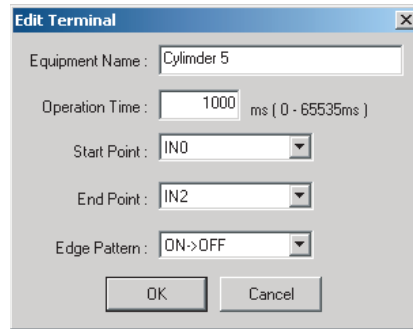 Edit Terminal
Equipment Name : Cylimder 5
Operation Time : 1000 ms ( 0 - 65535ms )
Start Point : IN0
End Point : IN2
Edge Pattern : ON->OFF
OK Cancel